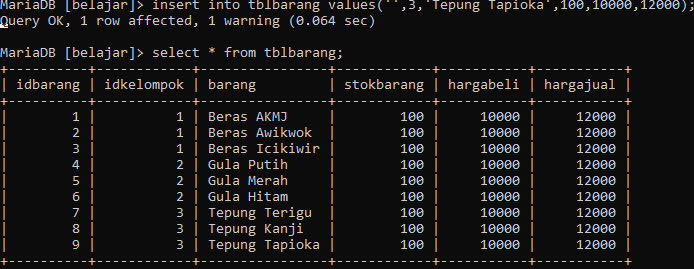 MariaDB [belajar]> insert into tblbarang values('',3,'Tepung Tapioka',100,10000,12000);
Query OK, 1 row affected, 1 warning (0.064 sec)
MariaDB [belajar]> select * from tblbarang;
+----------+------------+----------------+------------+-----------+-----------+
| idbarang | idkelompok | barang         | stokbarang | hargabeli | hargajual |
+----------+------------+----------------+------------+-----------+-----------+
|        1 |          1 | Beras AKMJ     |        100 |     10000 |     12000 |
|        2 |          1 | Beras Awikwok  |        100 |     10000 |     12000 |
|        3 |          1 | Beras Icikiwir |        100 |     10000 |     12000 |
|        4 |          2 | Gula Putih     |        100 |     10000 |     12000 |
|        5 |          2 | Gula Merah     |        100 |     10000 |     12000 |
|        6 |          2 | Gula Hitam     |        100 |     10000 |     12000 |
|        7 |          3 | Tepung Terigu  |        100 |     10000 |     12000 |
|        8 |          3 | Tepung Kanji   |        100 |     10000 |     12000 |
|        9 |          3 | Tepung Tapioka |        100 |     10000 |     12000 |
+----------+------------+----------------+------------+-----------+-----------+